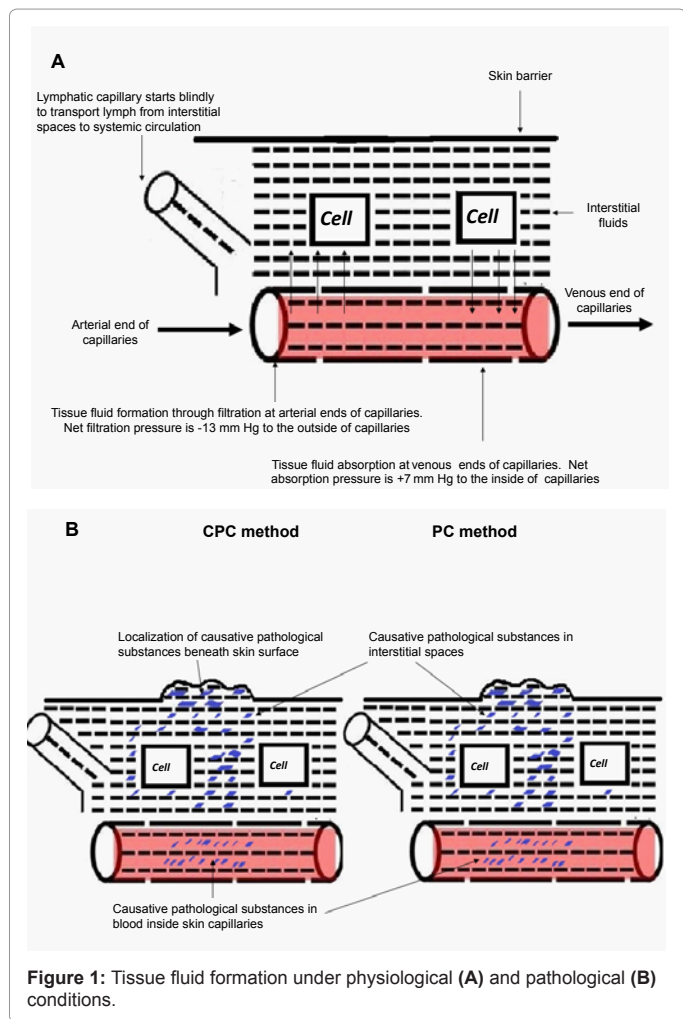 A
Skin barrier
Lymphatic capillary starts blindly
to transport lymph from interstitial
spaces to systemic circulation
Cell
Cell
Interstitial
fluids
Arterial end of
capillaries
Venous end of
capillaries
Tissue fluid formation through filtration at arterial ends of capillaries.
Net filtration pressure is -13 mm Hg to the outside of capillaries
Tissue fluid absorption at venous ends of capillaries. Net
absorption pressure is +7 mm Hg to the inside of capillaries
B
CPC method
PC method
Localization of causative pathological
substances beneath skin surface
Causative pathological substances in
interstitial spaces
Cell
Cell
Cell
Cell
Causative pathological substances in
blood inside skin capillaries
Figure 1: Tissue fluid formation under physiological (A) and pathological (B)
conditions.